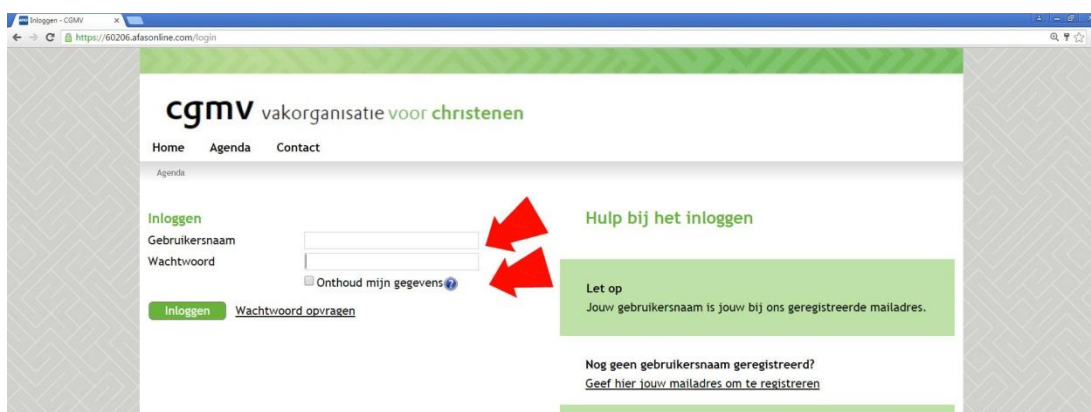 Inloggen - CGMV
https://60206.afasonline.com/login
cgmv vakorganisatie voor christenen
Home Agenda Contact
Agenda
Inloggen
Gebruikersnaam
Wachtwoord
Onthoud mijn gegevens
Inloggen Wachtwoord opvragen
Hulp bij het inloggen
Let op
Jouw gebruikersnaam is jouw bij ons geregistreerde mailadres.
Nog geen gebruikersnaam geregistreerd?
Geef hier jouw mailadres om te registreren